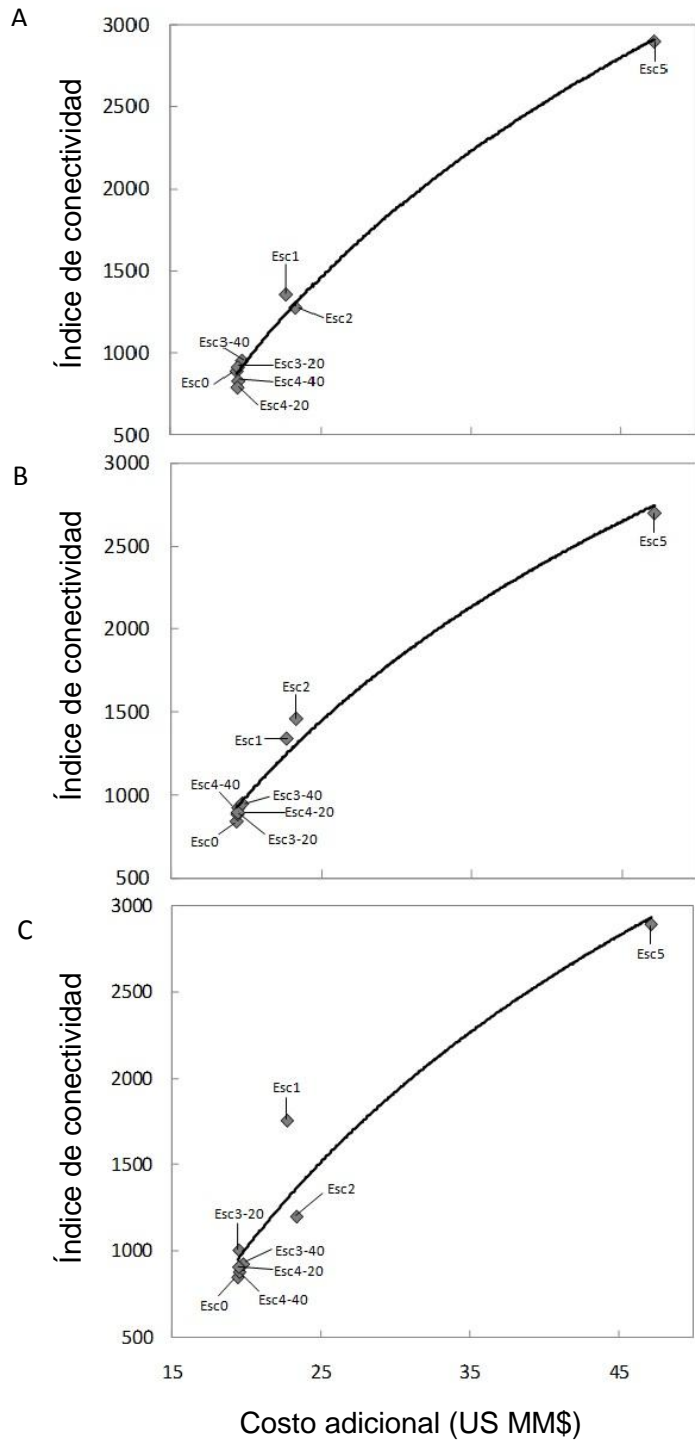 A
Índice de conectividad
3000
2500
2000
1500
1000
500
Esc5
Esc1
Esc2
Esc3-40
Esc3-20
Esc0
Esc4-40
Esc4-20
B
Índice de conectividad
3000
2500
2000
1500
1000
500
Esc5
Esc2
Esc1
Esc4-40
Esc3-40
Esc4-20
Esc0
Esc3-20
C
Índice de conectividad
3000
2500
2000
1500
1000
500
Esc5
Esc1
Esc2
Esc3-20
Esc3-40
Esc4-20
Esc0
Esc4-40
15 25 35 45
Costo adicional (US MM$)